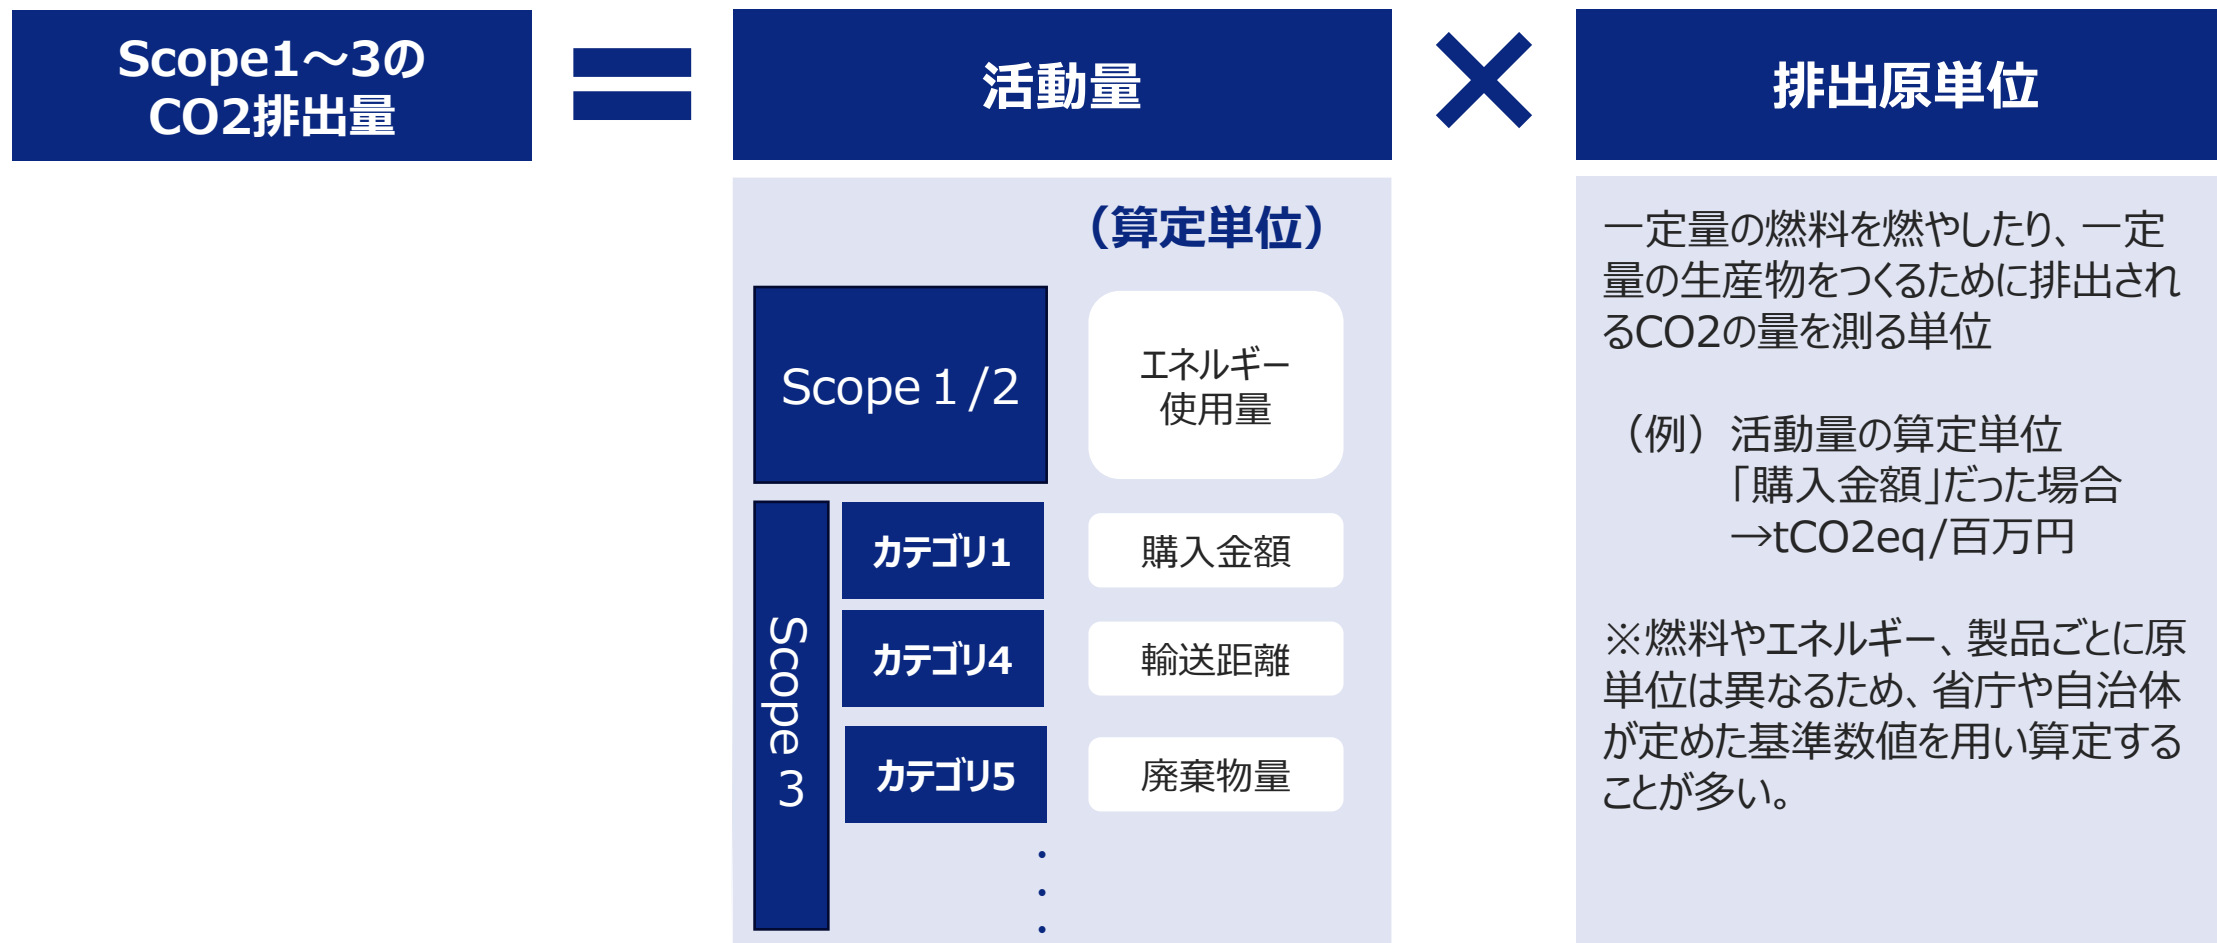 Scope1～3の
CO2排出量
＝
活動量
×
排出原単位
（算定単位）
Scope１/2
エネルギー
使用量
Scope 3
カテゴリ1
購入金額
カテゴリ4
輸送距離
カテゴリ5
廃棄物量
・
・
・
一定量の燃料を燃やしたり、一定
量の生産物をつくるために排出され
るCO2の量を測る単位
（例）活動量の算定単位
「購入金額」だった場合
→tCO2eq/百万円
※燃料やエネルギー、製品ごとに原
単位は異なるため、省庁や自治体
が定めた基準数値を用い算定する
ことが多い。